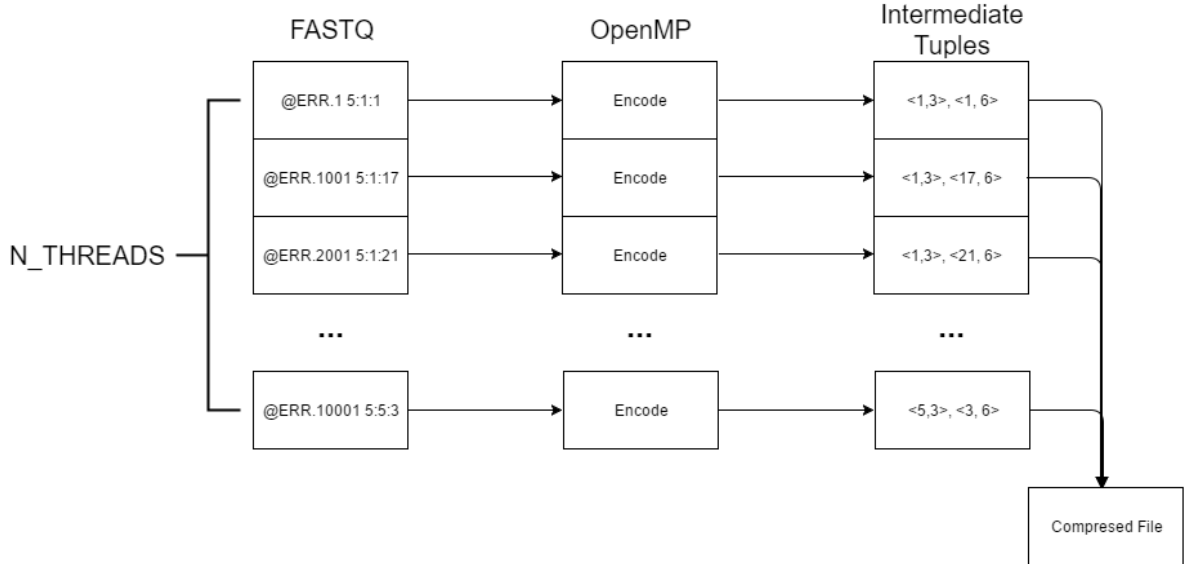 FASTQ
OpenMP
Intermediate
Tuples
@ERR.1 5:1:1
Encode
<1,3>, <1, 6>
@ERR.1001 5:1:17
Encode
<1,3>, <17, 6>
N_THREADS
@ERR.2001 5:1:21
Encode
<1,3>, <21, 6>
...
...
...
@ERR.10001 5:5:3
Encode
<5,3>, <3, 6>
Compresed File